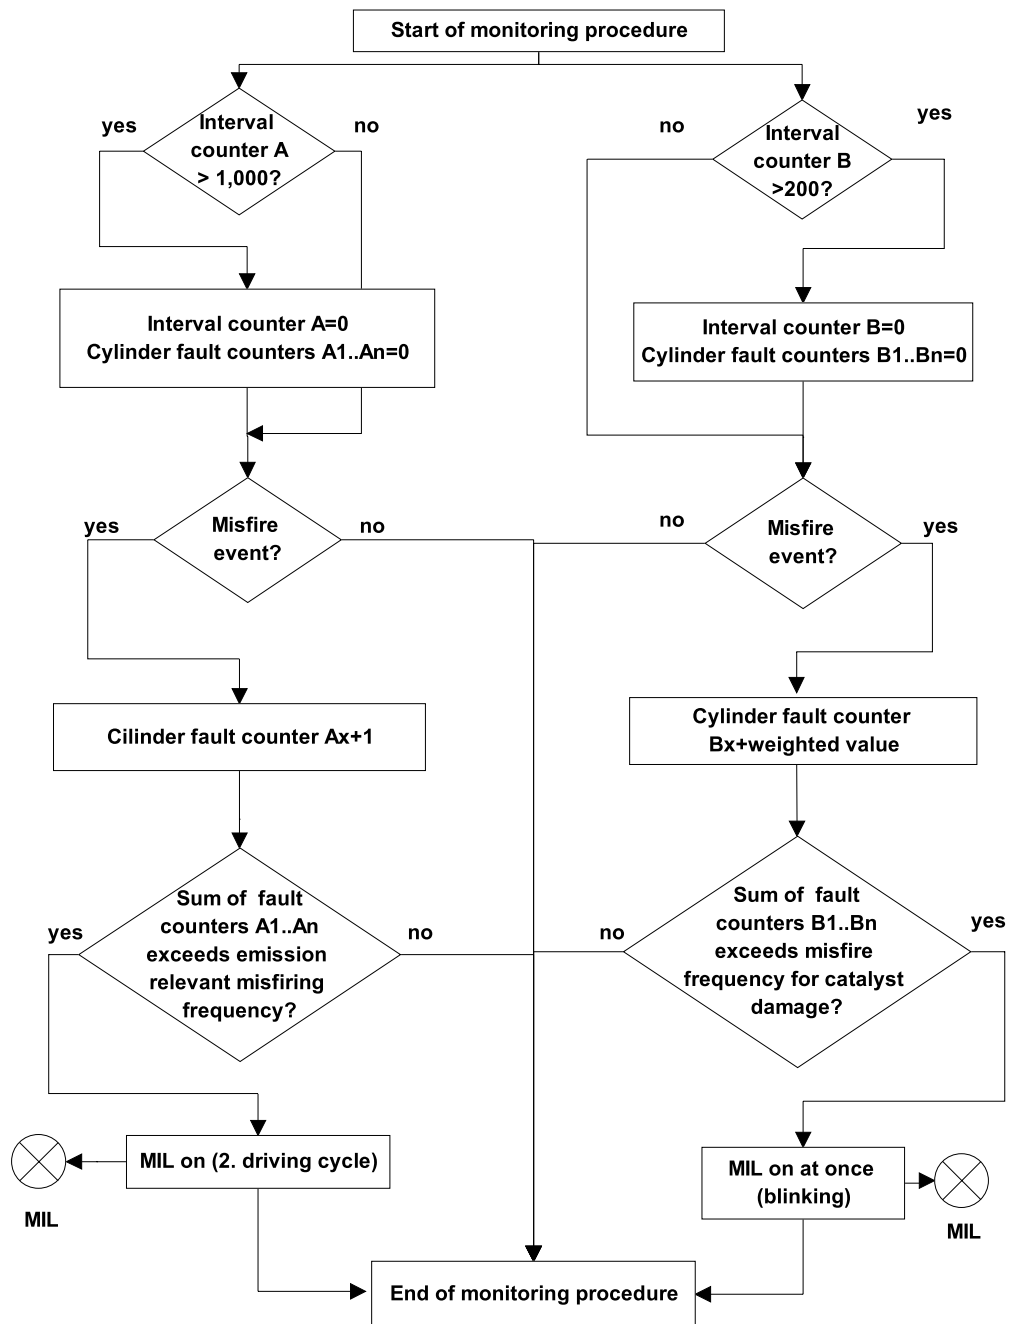 Start of monitoring procedure
yes
Interval
counter A
> 1,000?
no
no
Interval
counter B
>200?
yes
Interval counter A=0
Cylinder fault counters A1..An=0
Interval counter B=0
Cylinder fault counters B1..Bn=0
yes
Misfire
event?
no
no
Misfire
event?
yes
Cilinder fault counter Ax+1
Cylinder fault counter
Bx+weighted value
yes
Sum of fault
counters A1..An
exceeds emission
relevant misfiring
frequency?
no
no
Sum of fault
counters B1..Bn
exceeds misfire
frequency for catalyst
damage?
yes
MIL on (2. driving cycle)
MIL
MIL on at once
(blinking)
MIL
End of monitoring procedure